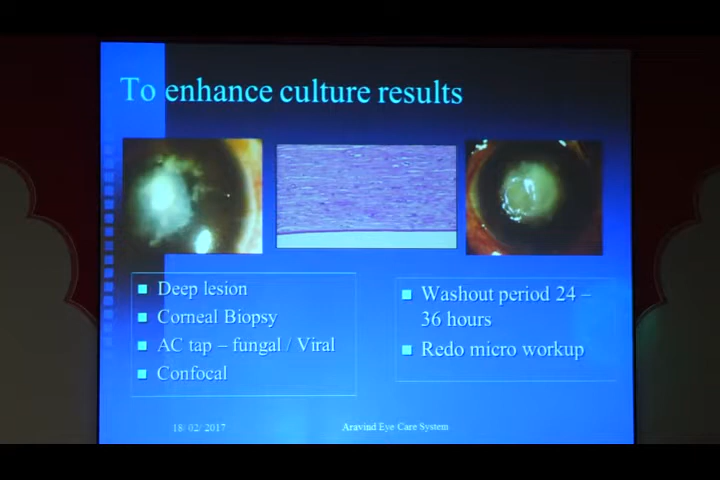 To enhance culture results
Deep lesion
Corneal Biopsy
AC tap – fungal / Viral
Confocal
Washout period 24 –
36 hours
Redo micro workup
18/ 02/ 2017
Aravind Eye Care System